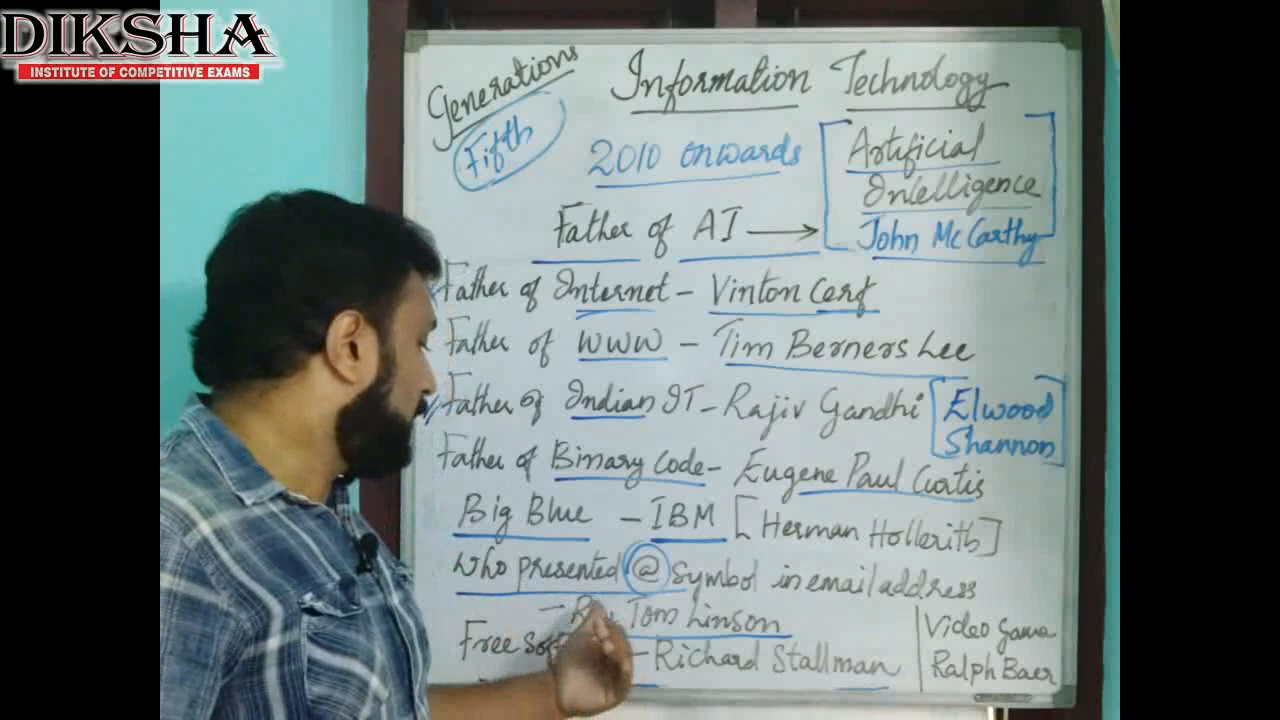 DIKSHA
INSTITUTE OF COMPETITIVE EXAMS
Generations
Information Technology
Fifth
2010 onwards
Artificial
Intelligence
John McCarthy
Father of AI →
Father of Internet - Vinton Cerf
Father of WWW - Tim Berners Lee
Father of Indian IT - Rajiv Gandhi
[Elwood
Shannon]
Father of Binary Code - Eugene Paul Curtis
Big Blue - IBM [Herman Hollerith]
Who presented @ symbol in email address
- Tom Linson
Free - Richard Stallman
Video Game
Ralph Baer